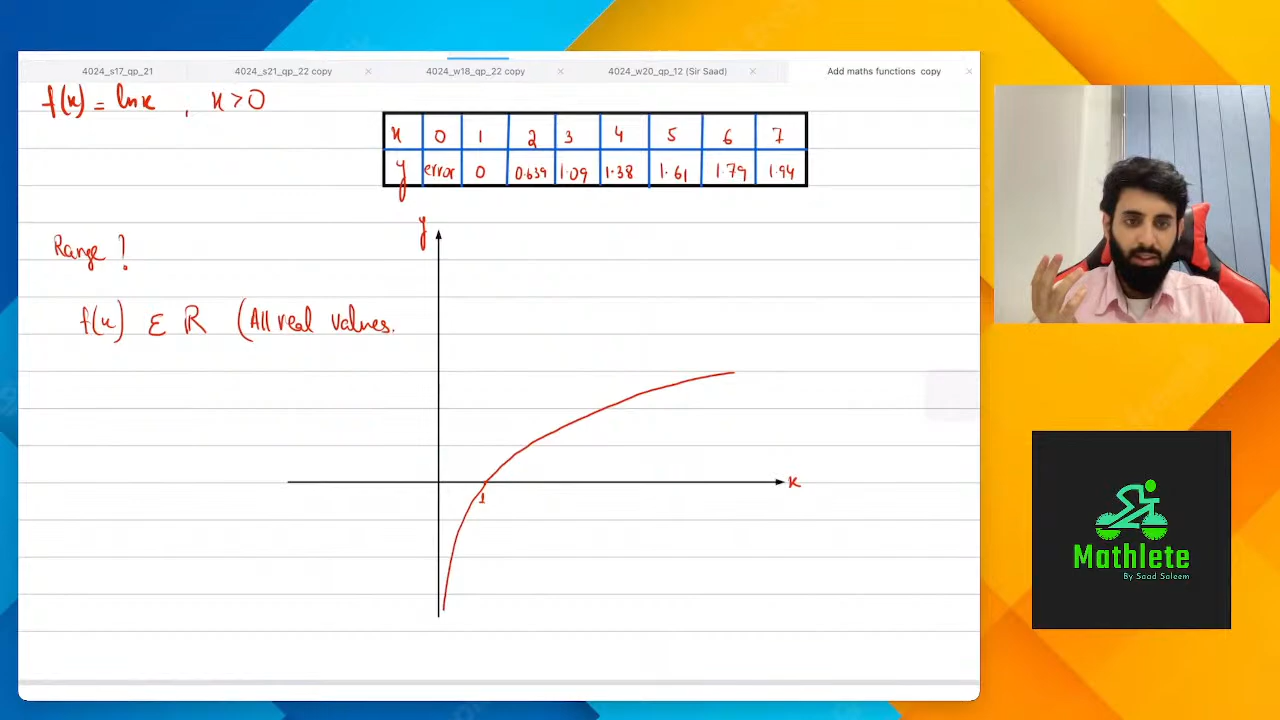 4024_s17_qp_21 4024_s21_qp_22 copy 4024_w18_qp_22 copy 4024_w20_qp_12 (Sir Saad) Add maths functions copy
f(x) = lnx , x > 0
x 0 1 2 3 4 5 6 7
y error 0 0.639 1.09 1.38 1.61 1.79 1.94
y
Range ?
f(x) ε R (All real values.
x
1
Mathlete
By Saad Saleem